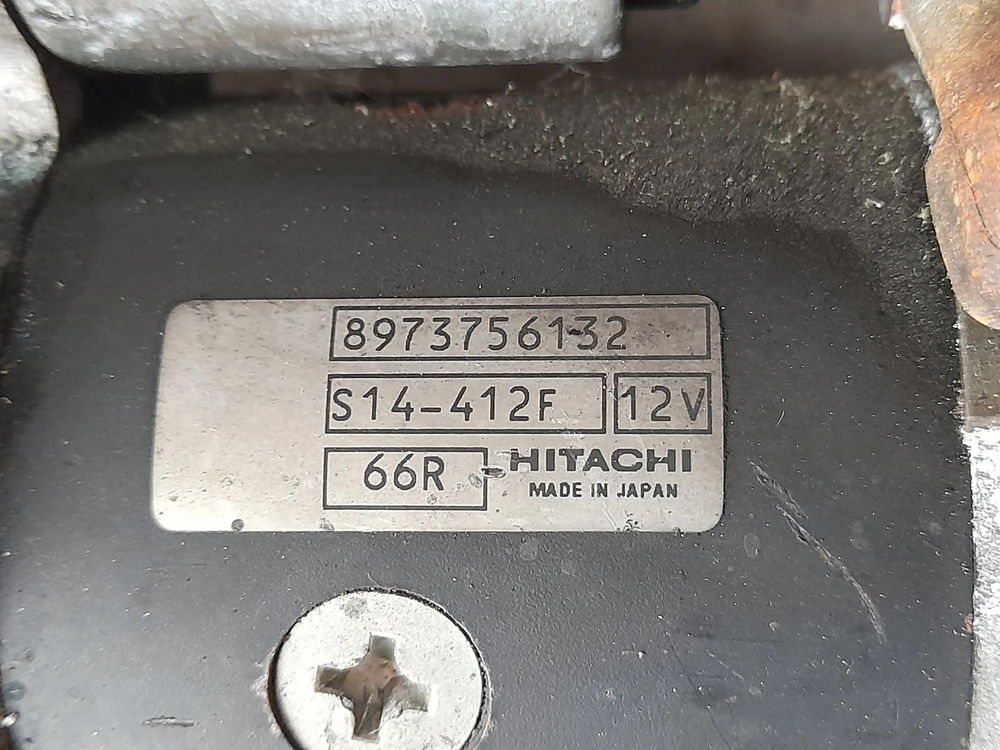 8973756132
S14-412F 12V
66R HITACHI
MADE IN JAPAN